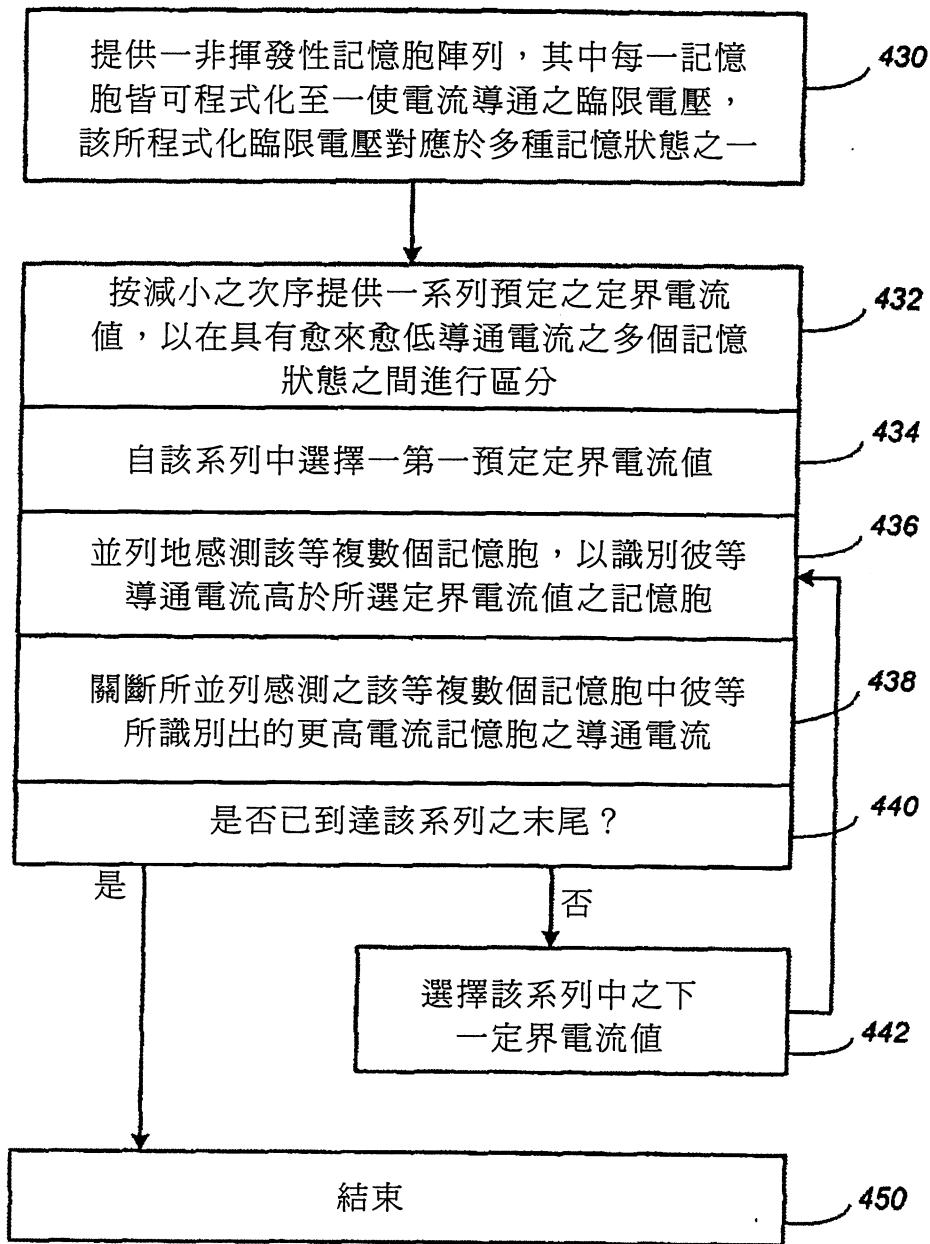 提供一非揮發性記憶胞陣列，其中每一記憶
胞皆可程式化至一使電流導通之臨限電壓，
該所程式化臨限電壓對應於多種記憶狀態之一
430
按減小之次序提供一系列預定之定界電流
值，以在具有愈來愈低導通電流之多個記憶
狀態之間進行區分
432
自該系列中選擇一第一預定定界電流值
434
並列地感測該等複數個記憶胞，以識別彼等
導通電流高於所選定界電流值之記憶胞
436
關斷所並列感測之該等複數個記憶胞中彼等
所識別出的更高電流記憶胞之導通電流
438
是否已到達該系列之末尾？
440
是
否
選擇該系列中之下
一定界電流值
442
結束
450